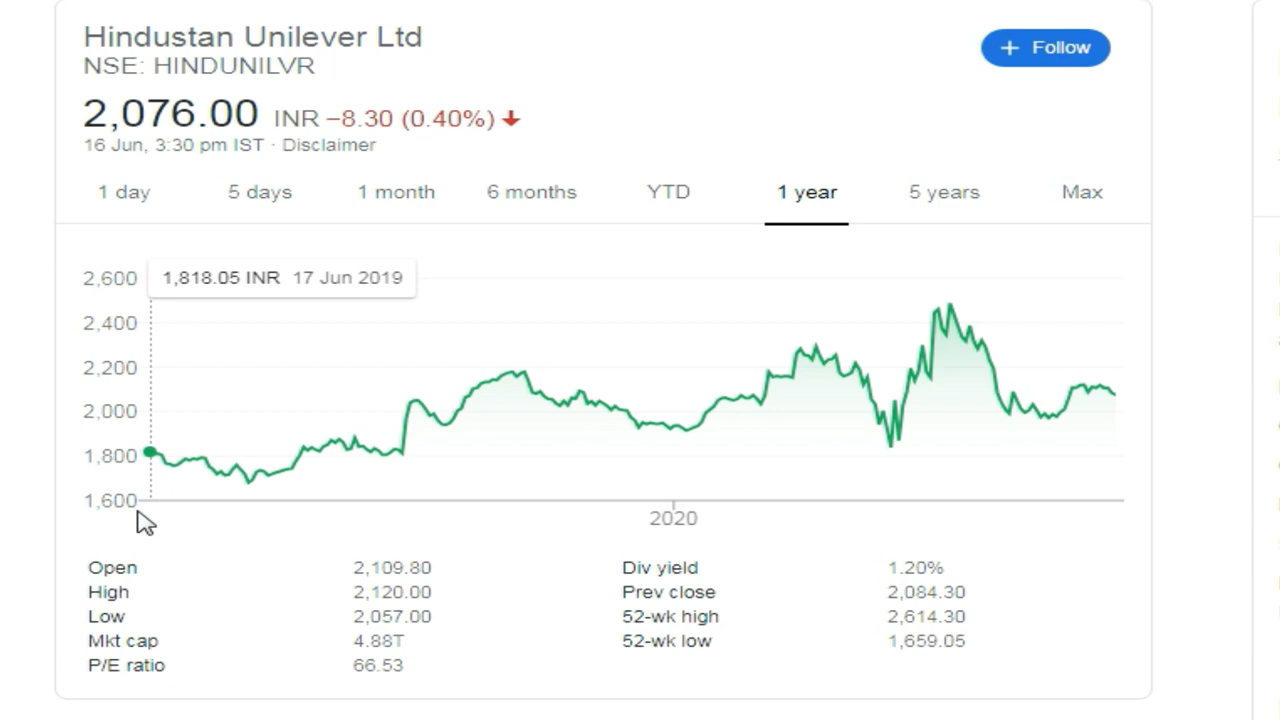 Hindustan Unilever Ltd
NSE: HINDUNILVR
+ Follow
2,076.00 INR −8.30 (0.40%)
16 Jun, 3:30 pm IST · Disclaimer
1 day 5 days 1 month 6 months YTD 1 year 5 years Max
1,818.05 INR 17 Jun 2019
2,600
2,400
2,200
2,000
1,800
1,600
2020
Open 2,109.80 Div yield 1.20%
High 2,120.00 Prev close 2,084.30
Low 2,057.00 52-wk high 2,614.30
Mkt cap 4.88T 52-wk low 1,659.05
P/E ratio 66.53